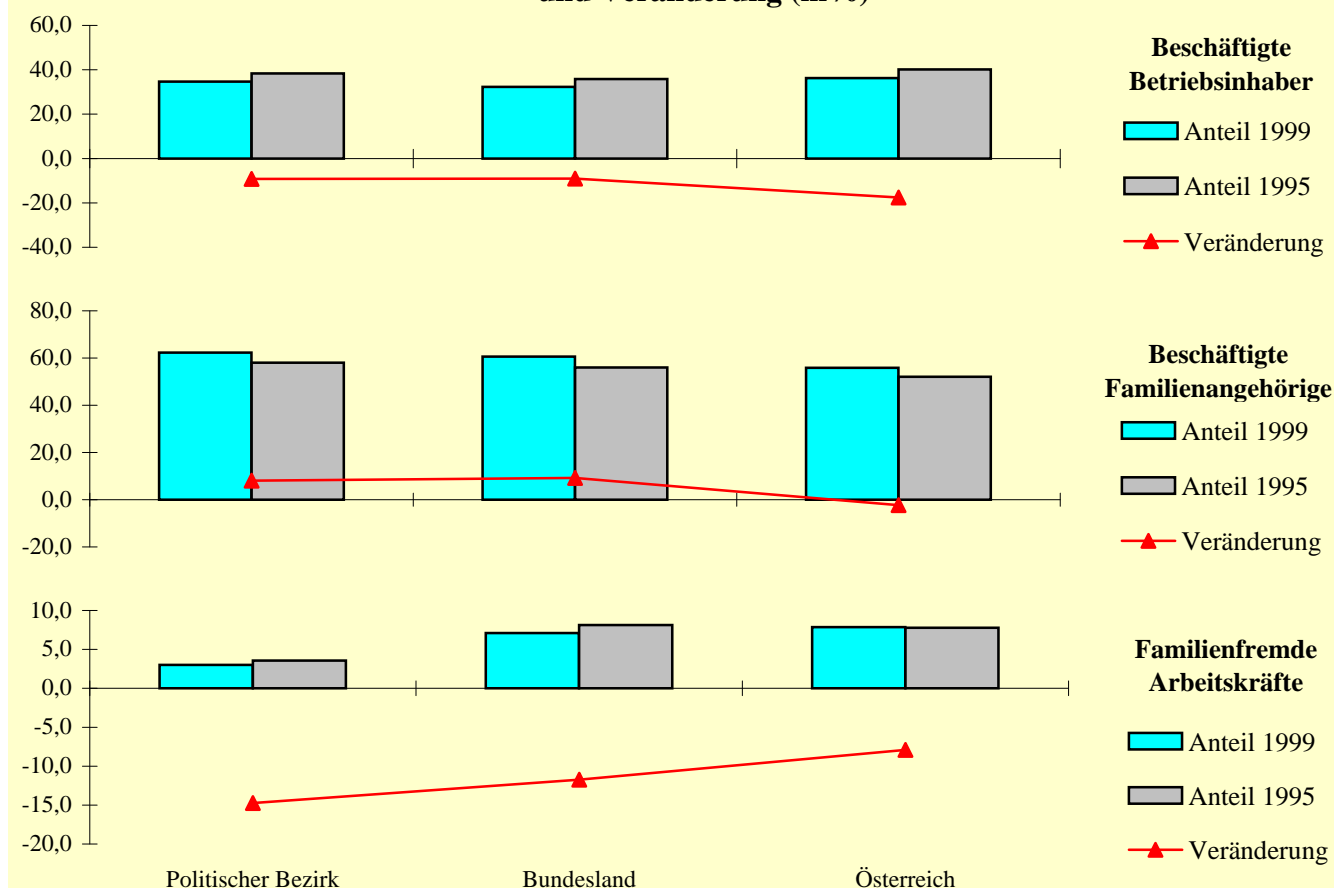 und Veränderung (in %)
60,0
40,0
20,0
0,0
-20,0
-40,0
Beschäftigte
Betriebsinhaber
Anteil 1999
Anteil 1995
Veränderung
80,0
60,0
40,0
20,0
0,0
-20,0
Beschäftigte
Familienangehörige
Anteil 1999
Anteil 1995
Veränderung
10,0
5,0
0,0
-5,0
-10,0
-15,0
-20,0
Familienfremde
Arbeitskräfte
Anteil 1999
Anteil 1995
Veränderung
Politischer Bezirk Bundesland Österreich